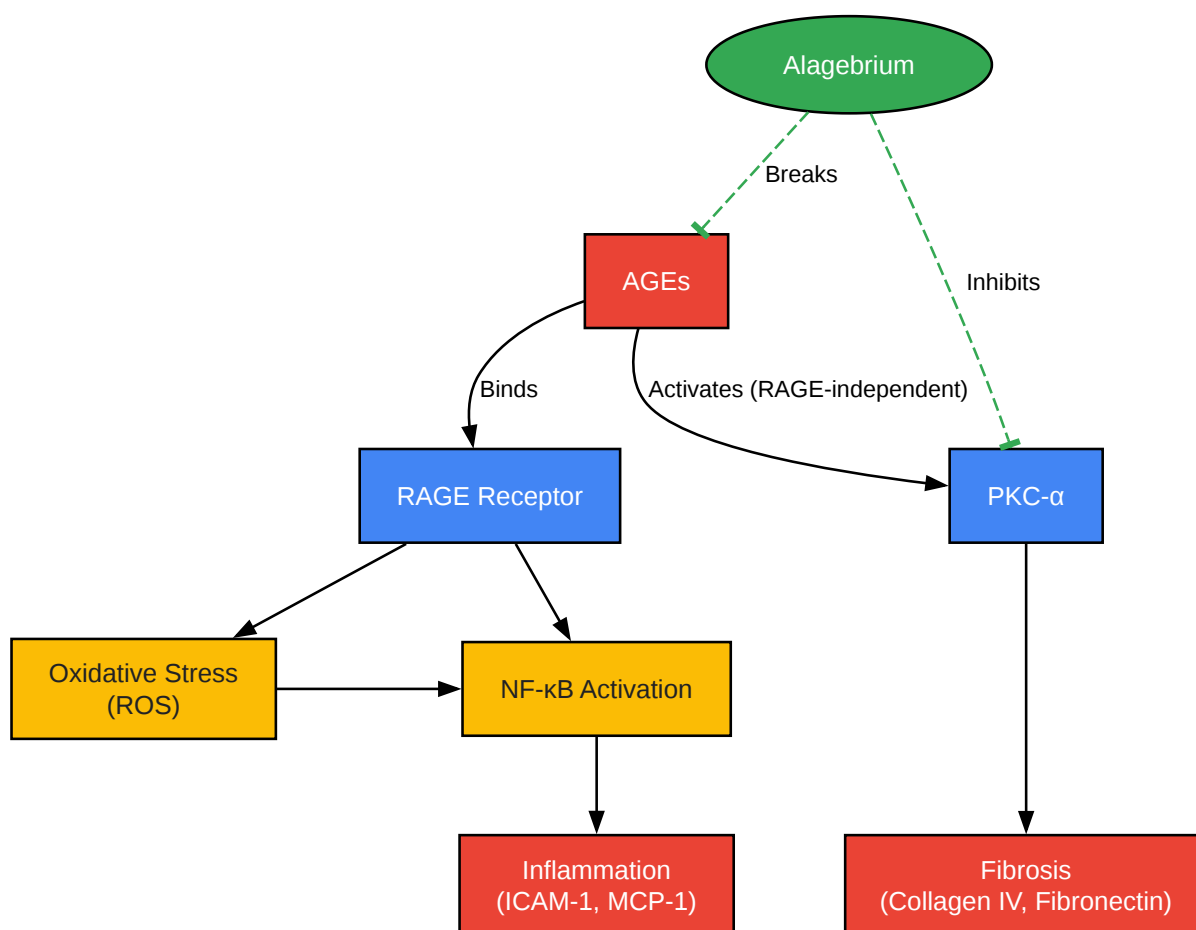 Alagebrium
Breaks
AGEs
Inhibits
Binds
Activates (RAGE-independent)
RAGE Receptor
PKC-α
Oxidative Stress
(ROS)
NF-κB Activation
Inflammation
(ICAM-1, MCP-1)
Fibrosis
(Collagen IV, Fibronectin)